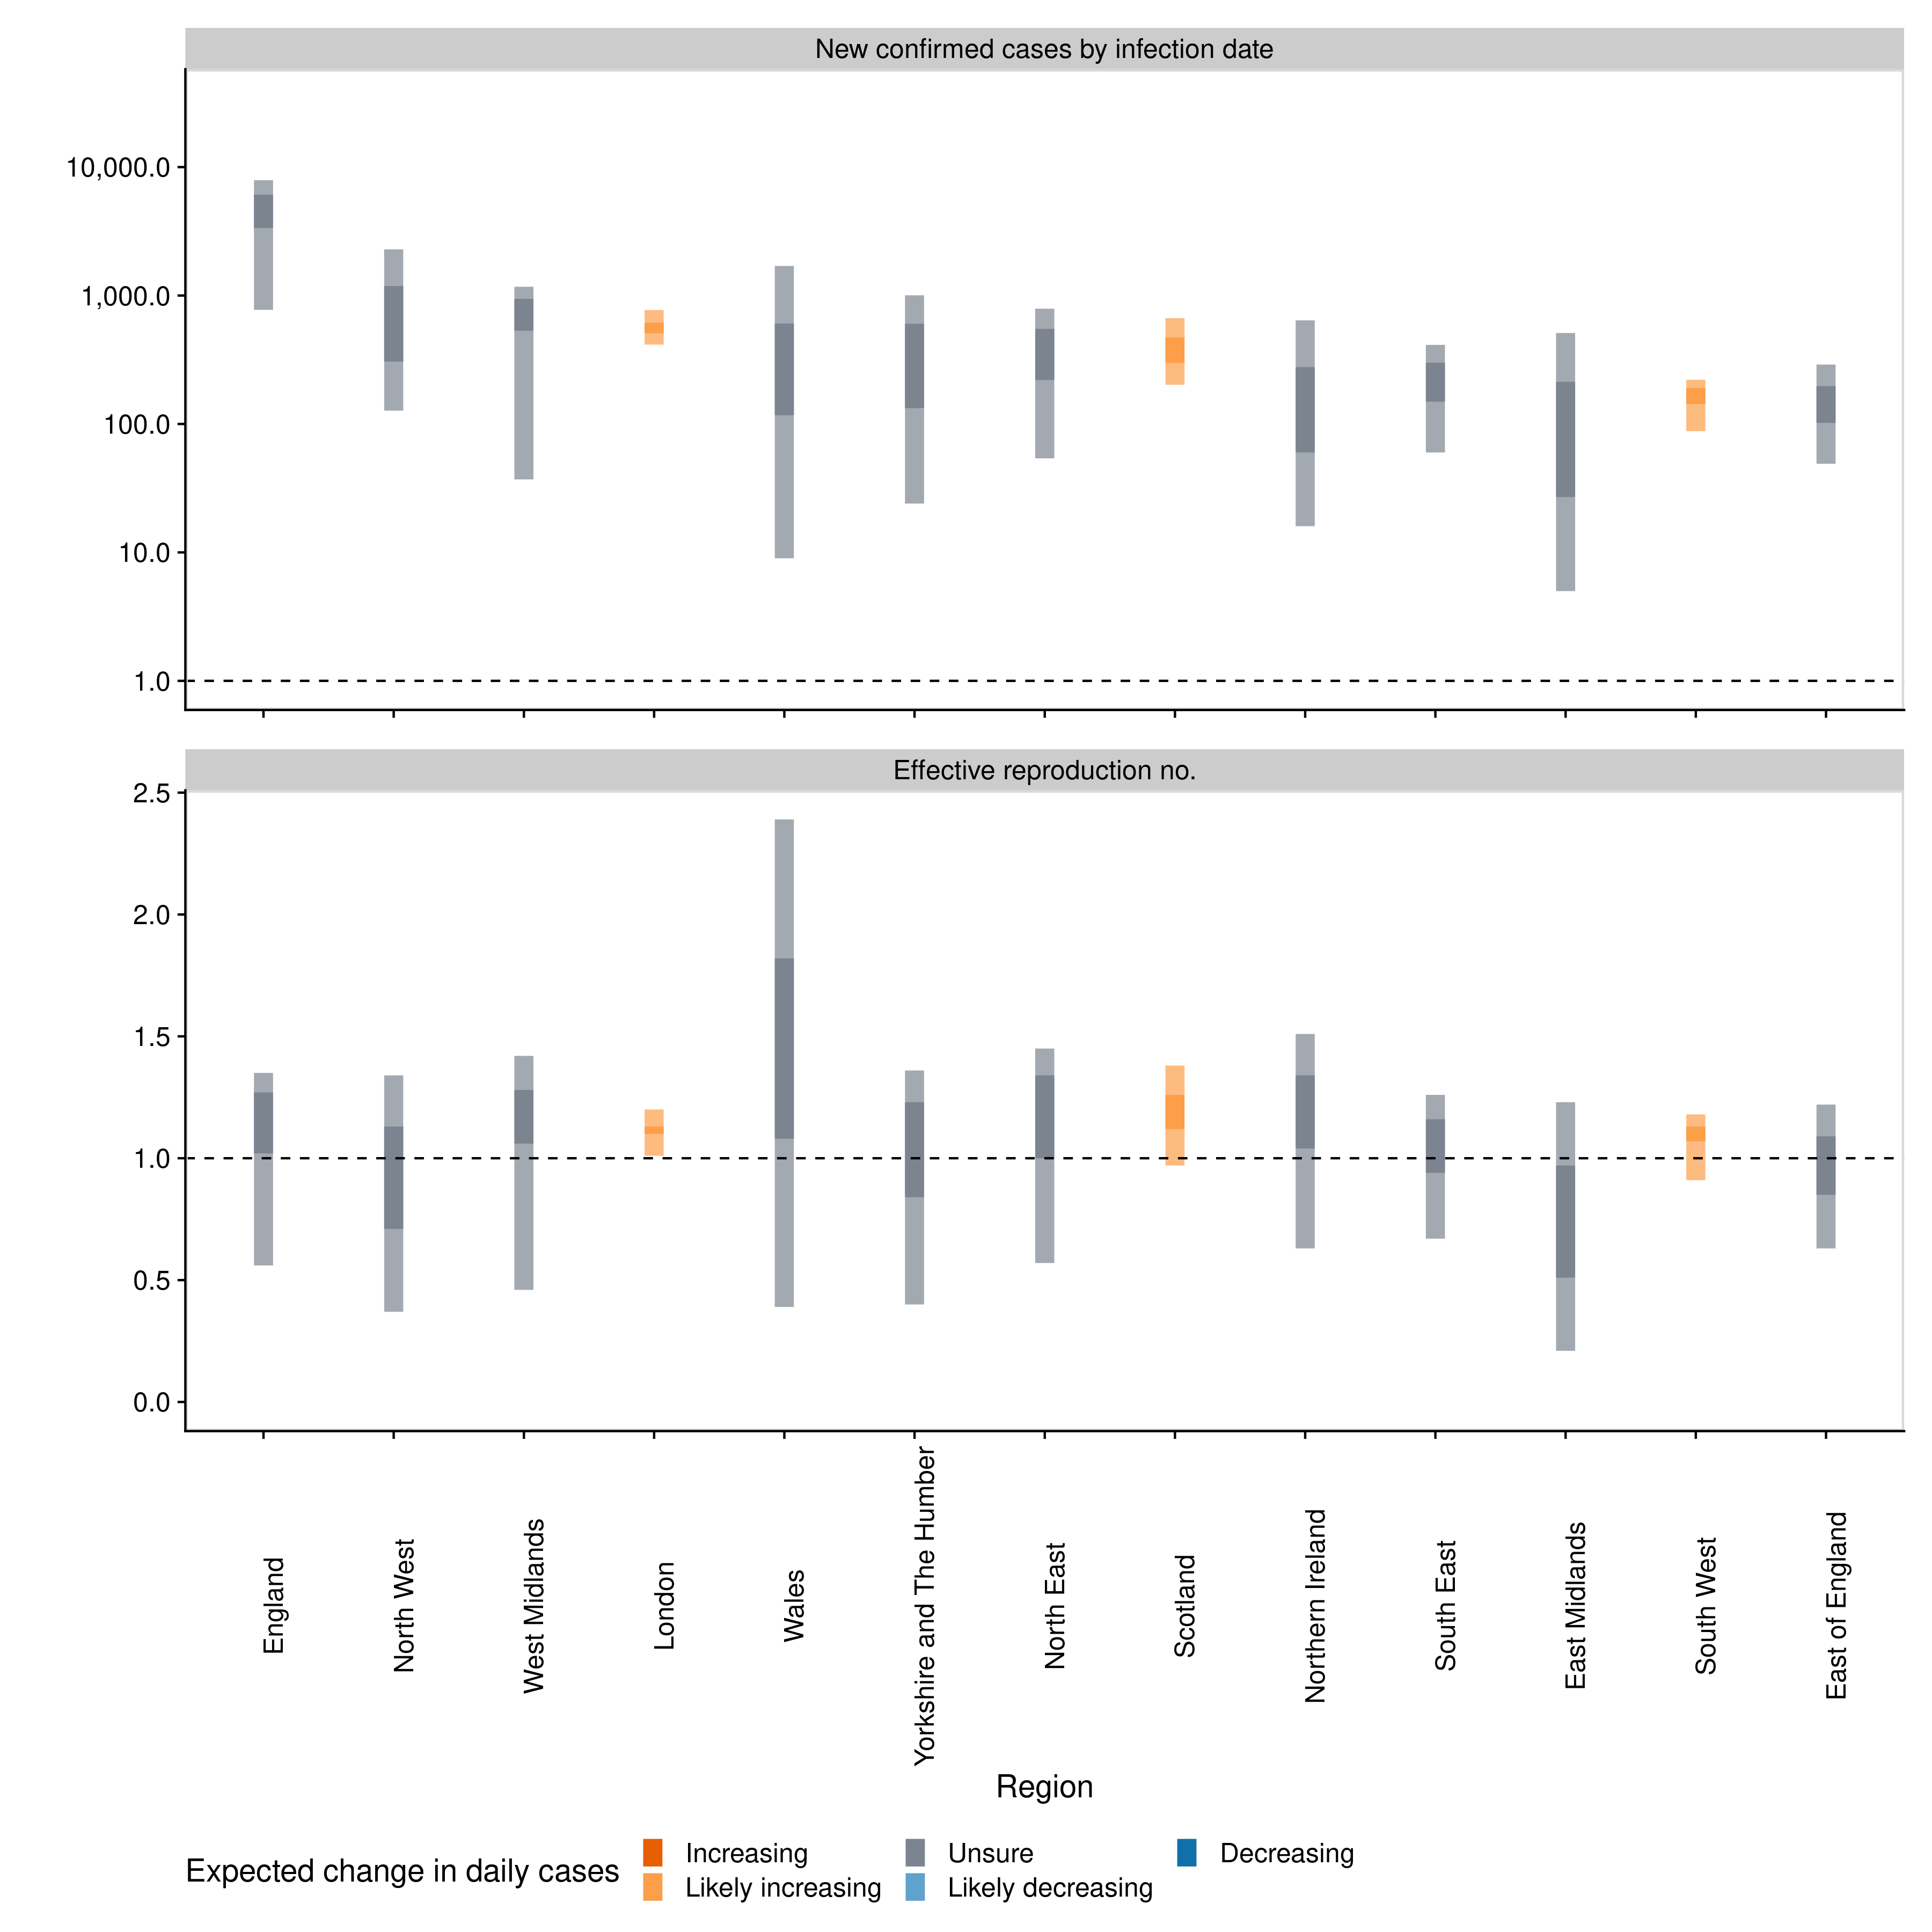 New confirmed cases by infection date
10,000.0
1,000.0
100.0
10.0
1.0
Effective reproduction no.
2.5
2.0
1.5
1.0
0.5
0.0
England
North West
West Midlands
London
Wales
Yorkshire and The Humber
North East
Scotland
Northern Ireland
South East
East Midlands
South West
East of England
Region
Expected change in daily cases
Increasing
Likely increasing
Unsure
Likely decreasing
Decreasing